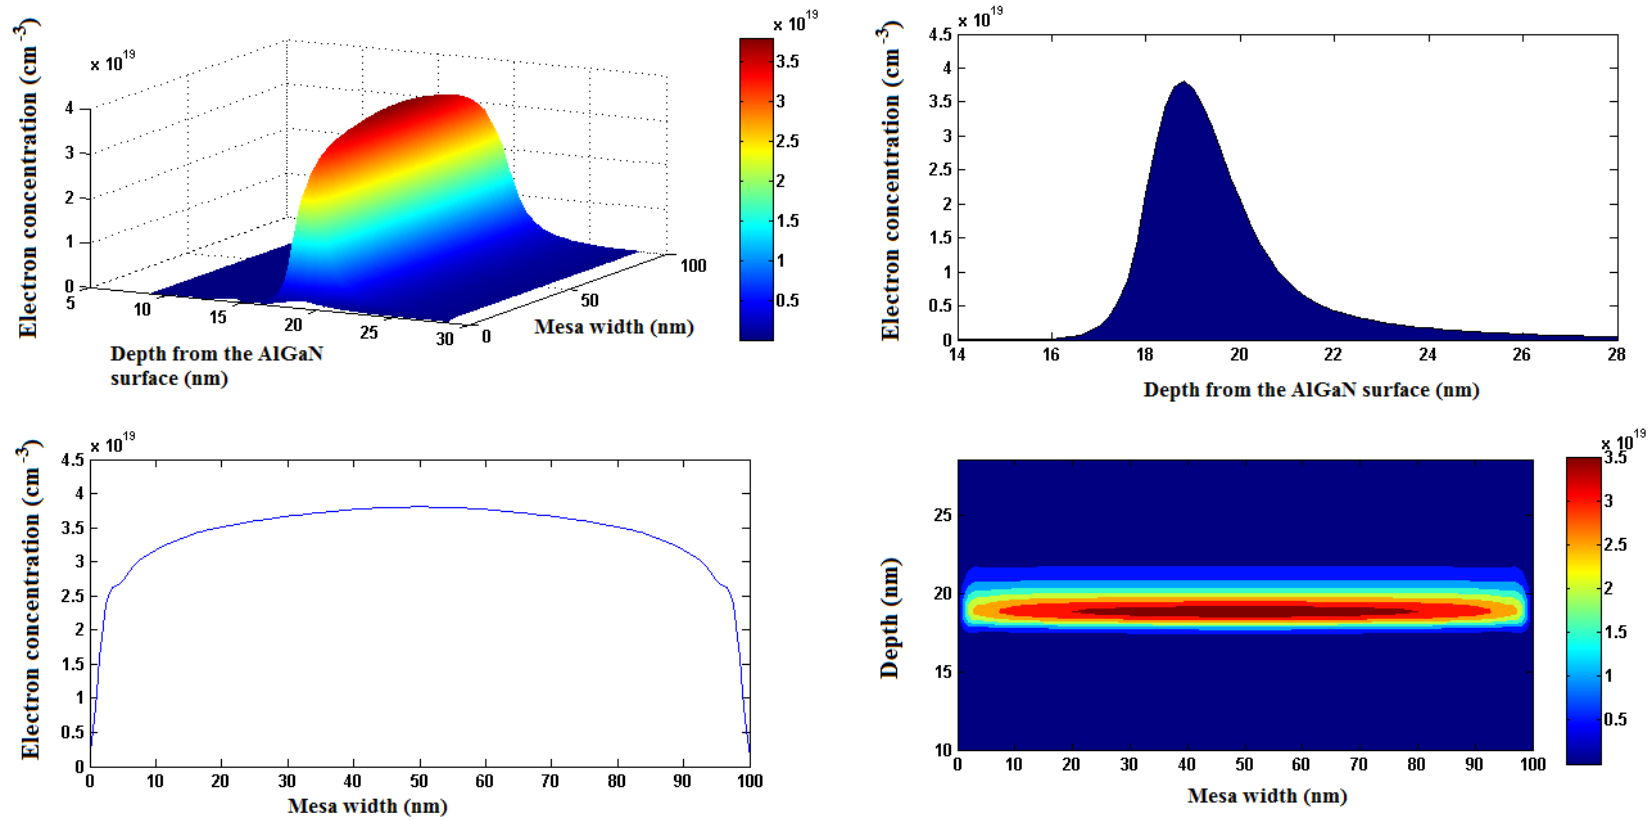 Electron concentration (cm-3)
x 10^19
4
3
2
1
0
5
10
15
20
25
30
0
50
100
Depth from the AlGaN
surface (nm)
Mesa width (nm)
x 10^19
3.5
3
2.5
2
1.5
1
0.5
Electron concentration (cm-3)
x 10^19
4.5
4
3.5
3
2.5
2
1.5
1
0.5
0
14 16 18 20 22 24 26 28
Depth from the AlGaN surface (nm)
Electron concentration (cm-3)
x 10^19
4.5
4
3.5
3
2.5
2
1.5
1
0.5
0
0 10 20 30 40 50 60 70 80 90 100
Mesa width (nm)
Depth (nm)
25
20
15
10
0 10 20 30 40 50 60 70 80 90 100
Mesa width (nm)
x 10^19
3.5
3
2.5
2
1.5
1
0.5